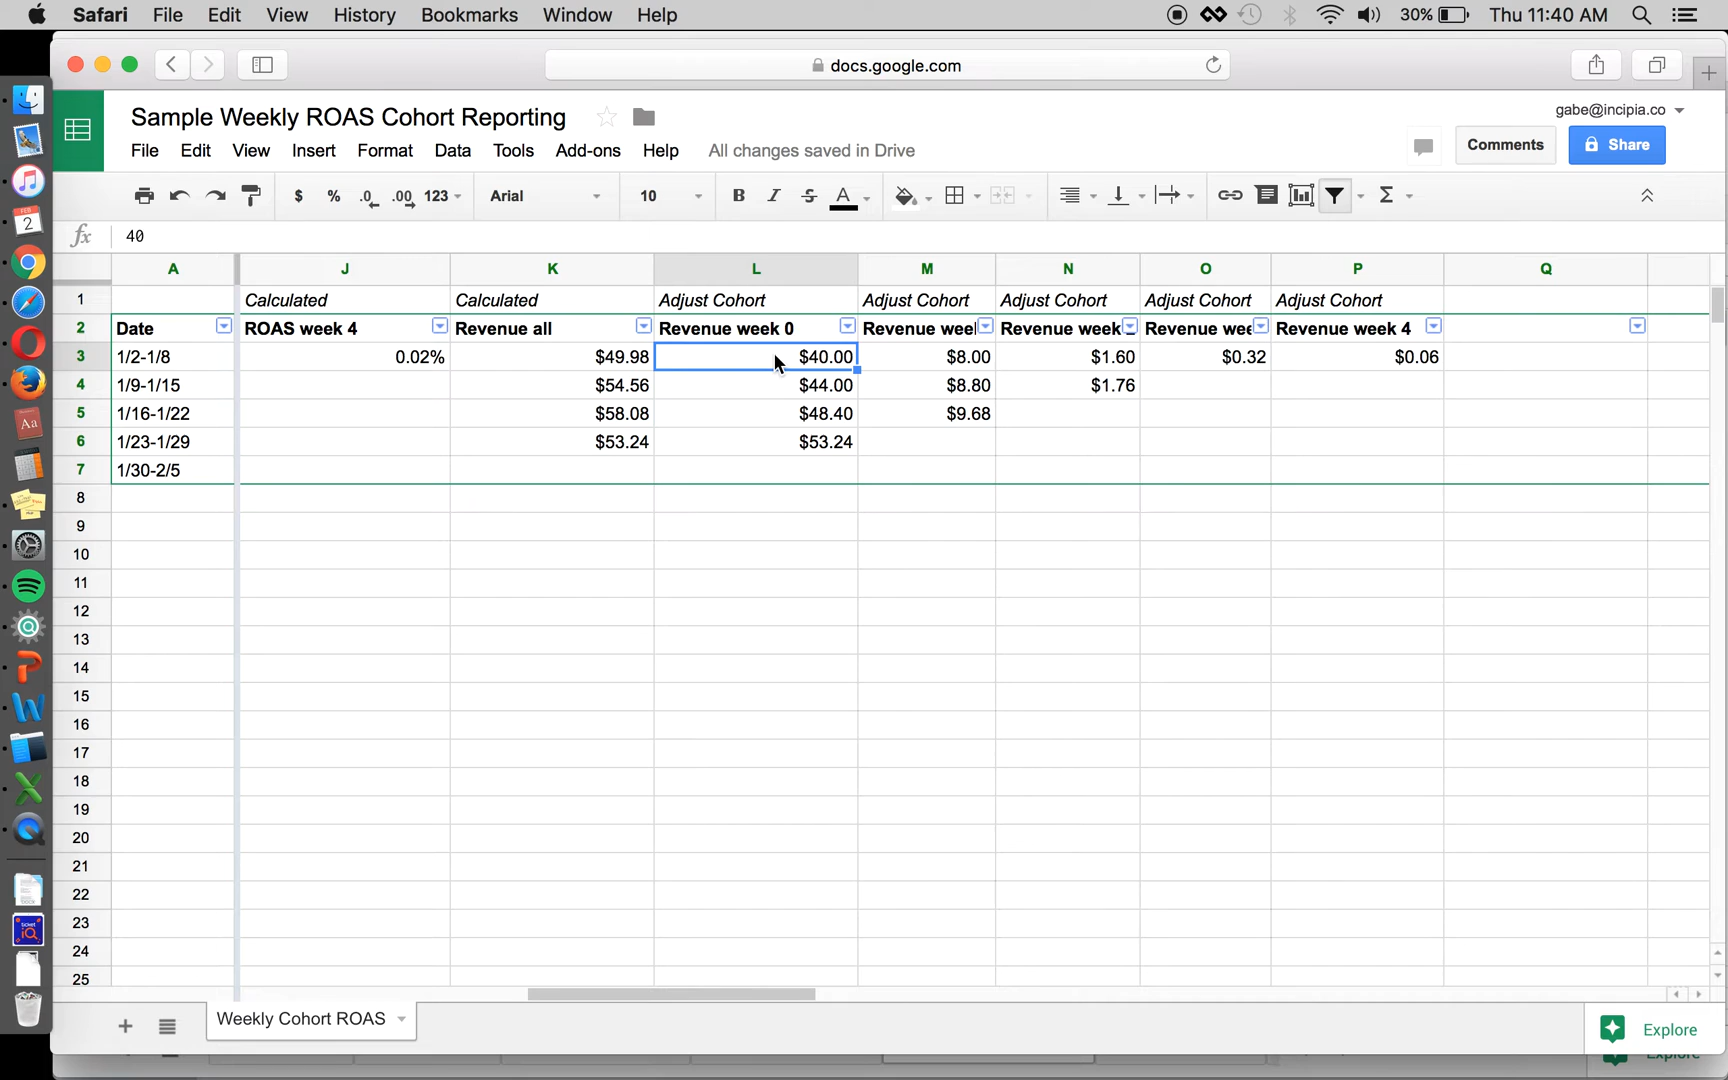 Safari File Edit View History Bookmarks Window Help 30% Thu 11:40 AM
docs.google.com
Sample Weekly ROAS Cohort Reporting
gabe@incipia.co
File Edit View Insert Format Data Tools Add-ons Help All changes saved in Drive
Comments Share
$ % .0 .00 123 Arial 10 B I S A Σ
fx 40
A J K L M N O P Q
1 Calculated Calculated Adjust Cohort Adjust Cohort Adjust Cohort Adjust Cohort Adjust Cohort
2 Date ROAS week 4 Revenue all Revenue week 0 Revenue Revenue week Revenue Revenue week 4
3 1/2-1/8 0.02% $49.98 $40.00 $8.00 $1.60 $0.32 $0.06
4 1/9-1/15 $54.56 $44.00 $8.80 $1.76
5 1/16-1/22 $58.08 $48.40 $9.68
6 1/23-1/29 $53.24 $53.24
7 1/30-2/5
8
9
10
11
12
13
14
15
16
17
18
19
20
21
22
23
24
25
Weekly Cohort ROAS
Explore
FEB
2
Aa
ticket
iQ